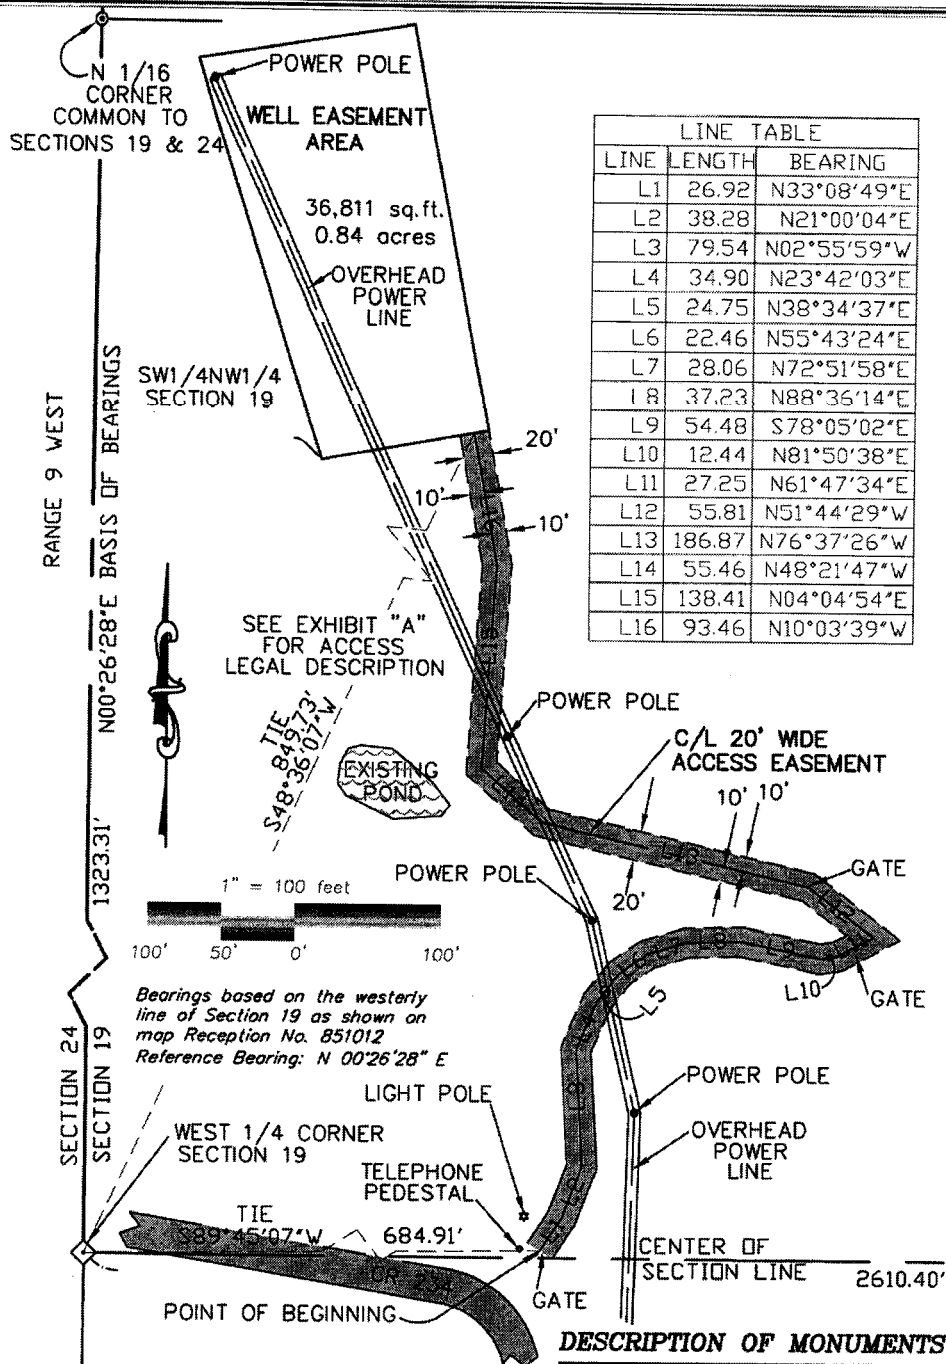 N 1/16
CORNER
COMMON TO
SECTIONS 19 & 24
POWER POLE
WELL EASEMENT
AREA
36,811 sq.ft.
0.84 acres
OVERHEAD
POWER
LINE
SW1/4NW1/4
SECTION 19
LINE TABLE
LINE LENGTH BEARING
L1 26.92 N33°08'49"E
L2 38.28 N21°00'04"E
L3 79.54 N02°55'59"W
L4 34.90 N23°42'03"E
L5 24.75 N38°34'37"E
L6 22.46 N55°43'24"E
L7 28.06 N72°51'58"E
L8 37.23 N88°36'14"E
L9 54.48 S78°05'02"E
L10 12.44 N81°50'38"E
L11 27.25 N61°47'34"E
L12 55.81 N51°44'29"W
L13 186.87 N76°37'26"W
L14 55.46 N48°21'47"W
L15 138.41 N04°04'54"E
L16 93.46 N10°03'39"W
RANGE 9 WEST
N00°26'28"E BASIS OF BEARINGS
1323.31'
20'
10'
10'
SEE EXHIBIT "A"
FOR ACCESS
LEGAL DESCRIPTION
TIE
849.73'
S48°36'07"W
EXISTING
POND
POWER POLE
C/L 20' WIDE
ACCESS EASEMENT
10' 10'
L13
20'
GATE
L12
POWER POLE
1" = 100 feet
100' 50' 0' 100'
L6 L7 L8 L9
L10
GATE
L5
Bearings based on the westerly
line of Section 19 as shown on
map Reception No. 851012
Reference Bearing: N 00°26'28" E
SECTION 24
SECTION 19
LIGHT POLE
L3
POWER POLE
OVERHEAD
POWER
LINE
WEST 1/4 CORNER
SECTION 19
TELEPHONE
PEDESTAL
L2
L1
TIE
S89°45'07"W 684.91'
CENTER OF
SECTION LINE
2610.40'
POINT OF BEGINNING
GATE
DESCRIPTION OF MONUMENTS